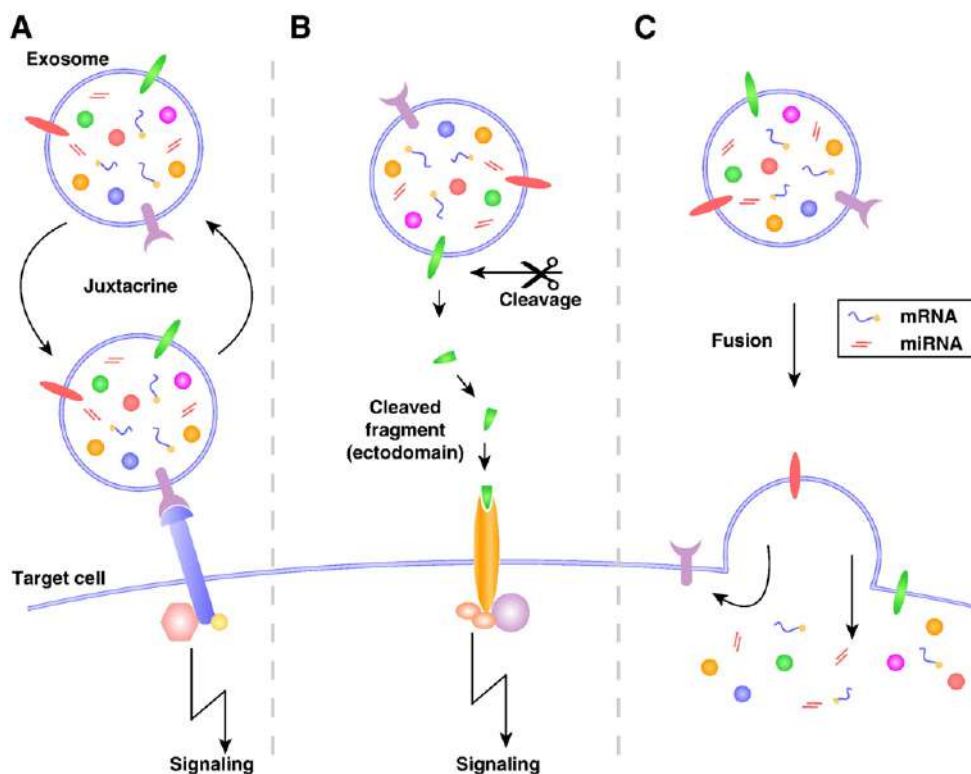 A
B
C
Exosome
Juxtacrine
Cleavage
mRNA
miRNA
Fusion
Cleaved
fragment
(ectodomain)
Target cell
Signaling
Signaling